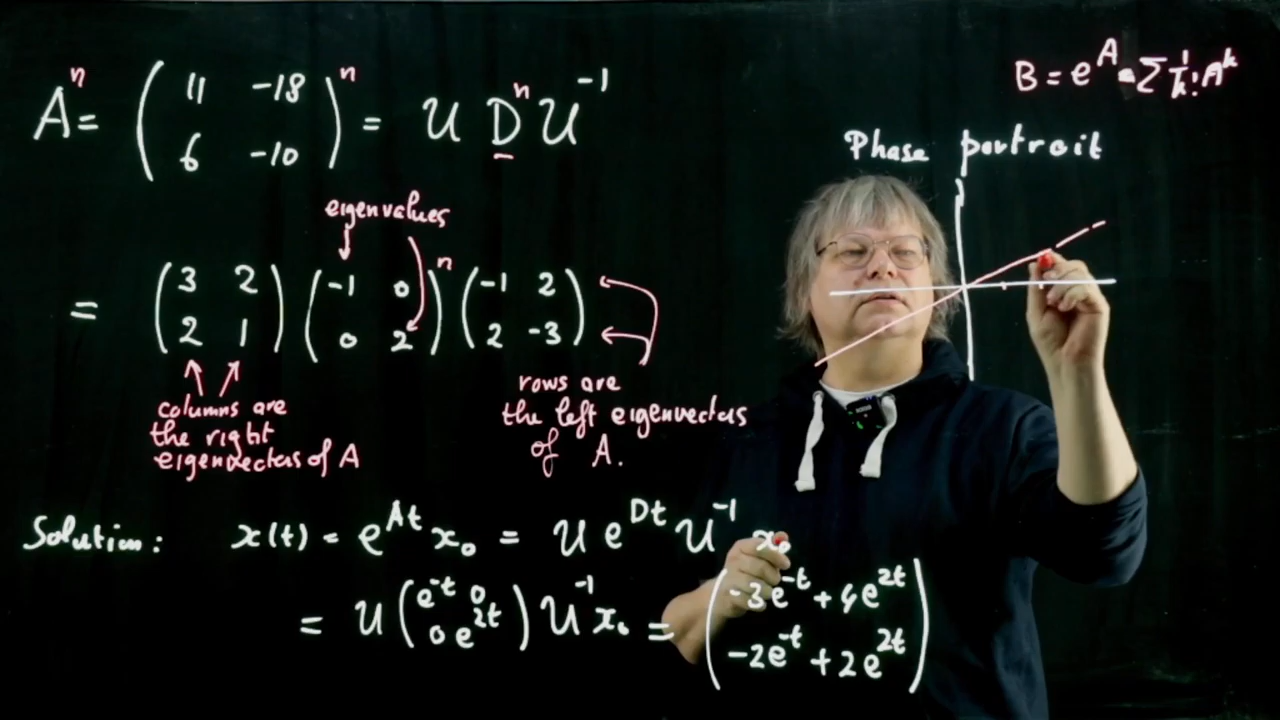 Aⁿ = ( 11 -18 )ⁿ = U Dⁿ U⁻¹
( 6 -10 )
B = e^A = Σ 1/k! A^k
Phase portrait
eigenvalues
= ( 3 2 ) ( -1 0 )ⁿ ( -1 2 )
( 2 1 ) ( 0 2 ) ( 2 -3 )
columns are
the right
eigenvectors of A
rows are
the left eigenvectors
of A.
Solution: x(t) = e^{At} x₀ = U e^{Dt} U⁻¹ x₀
= U ( e^{-t} 0 ) U⁻¹ x₀ = ( -3e^{-t} + 4e^{2t} )
( 0 e^{2t} ) ( -2e^{-t} + 2e^{2t} )